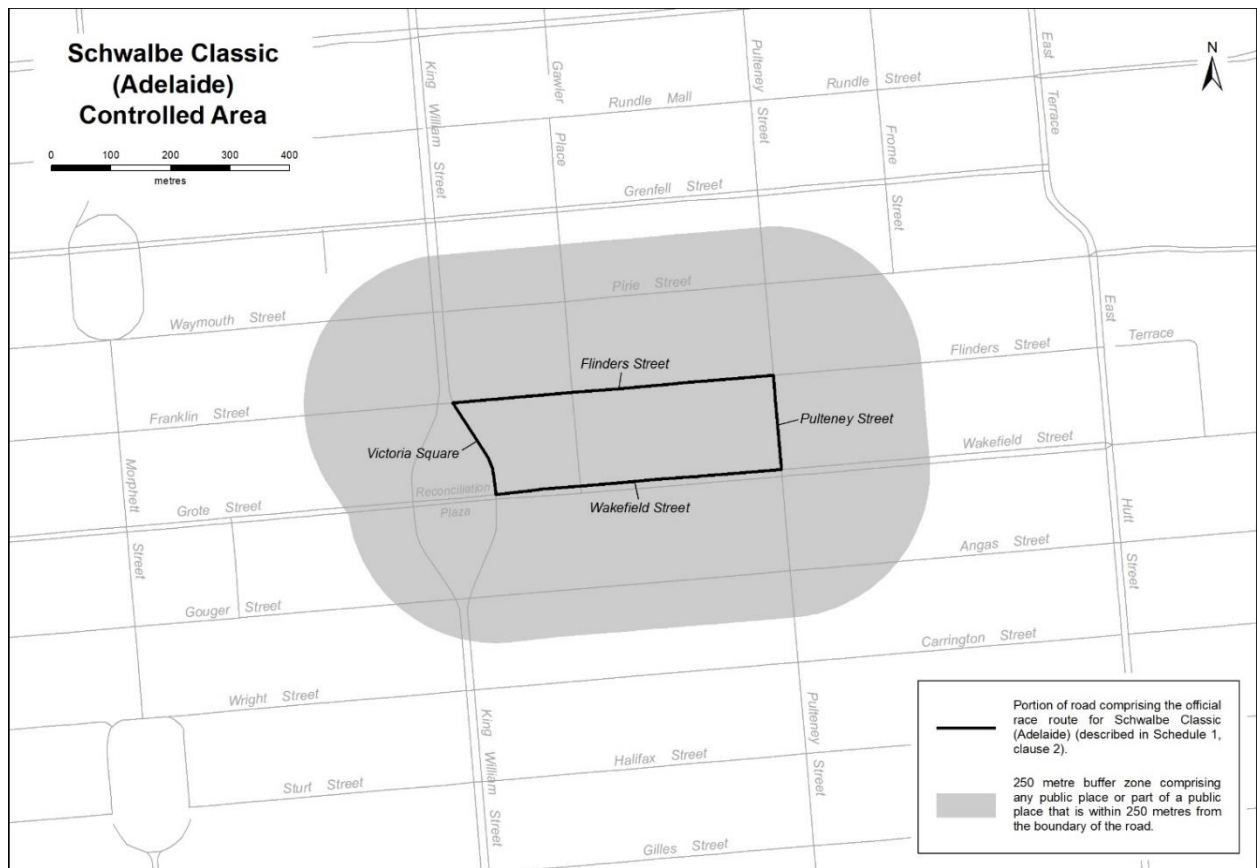 Schwalbe Classic
(Adelaide)
Controlled Area
0 100 200 300 400
metres
N
King William Street
Gawler Place
Pulteney Street
Rundle Mall
Rundle Street
Frome Street
East Terrace
Grenfell Street
Waymouth Street
Pirie Street
East Terrace
Flinders Street
Flinders Street
Franklin Street
Victoria Square
Pulteney Street
Wakefield Street
Morphett Street
Grote Street
Reconciliation
Plaza
Wakefield Street
Hutt Street
Angas Street
Gouger Street
Carrington Street
Wright Street
King William Street
Pulteney Street
Halifax Street
Sturt Street
Gilles Street
Portion of road comprising the official
race route for Schwalbe Classic
(Adelaide) (described in Schedule 1,
clause 2).
250 metre buffer zone comprising
any public place or part of a public
place that is within 250 metres from
the boundary of the road.